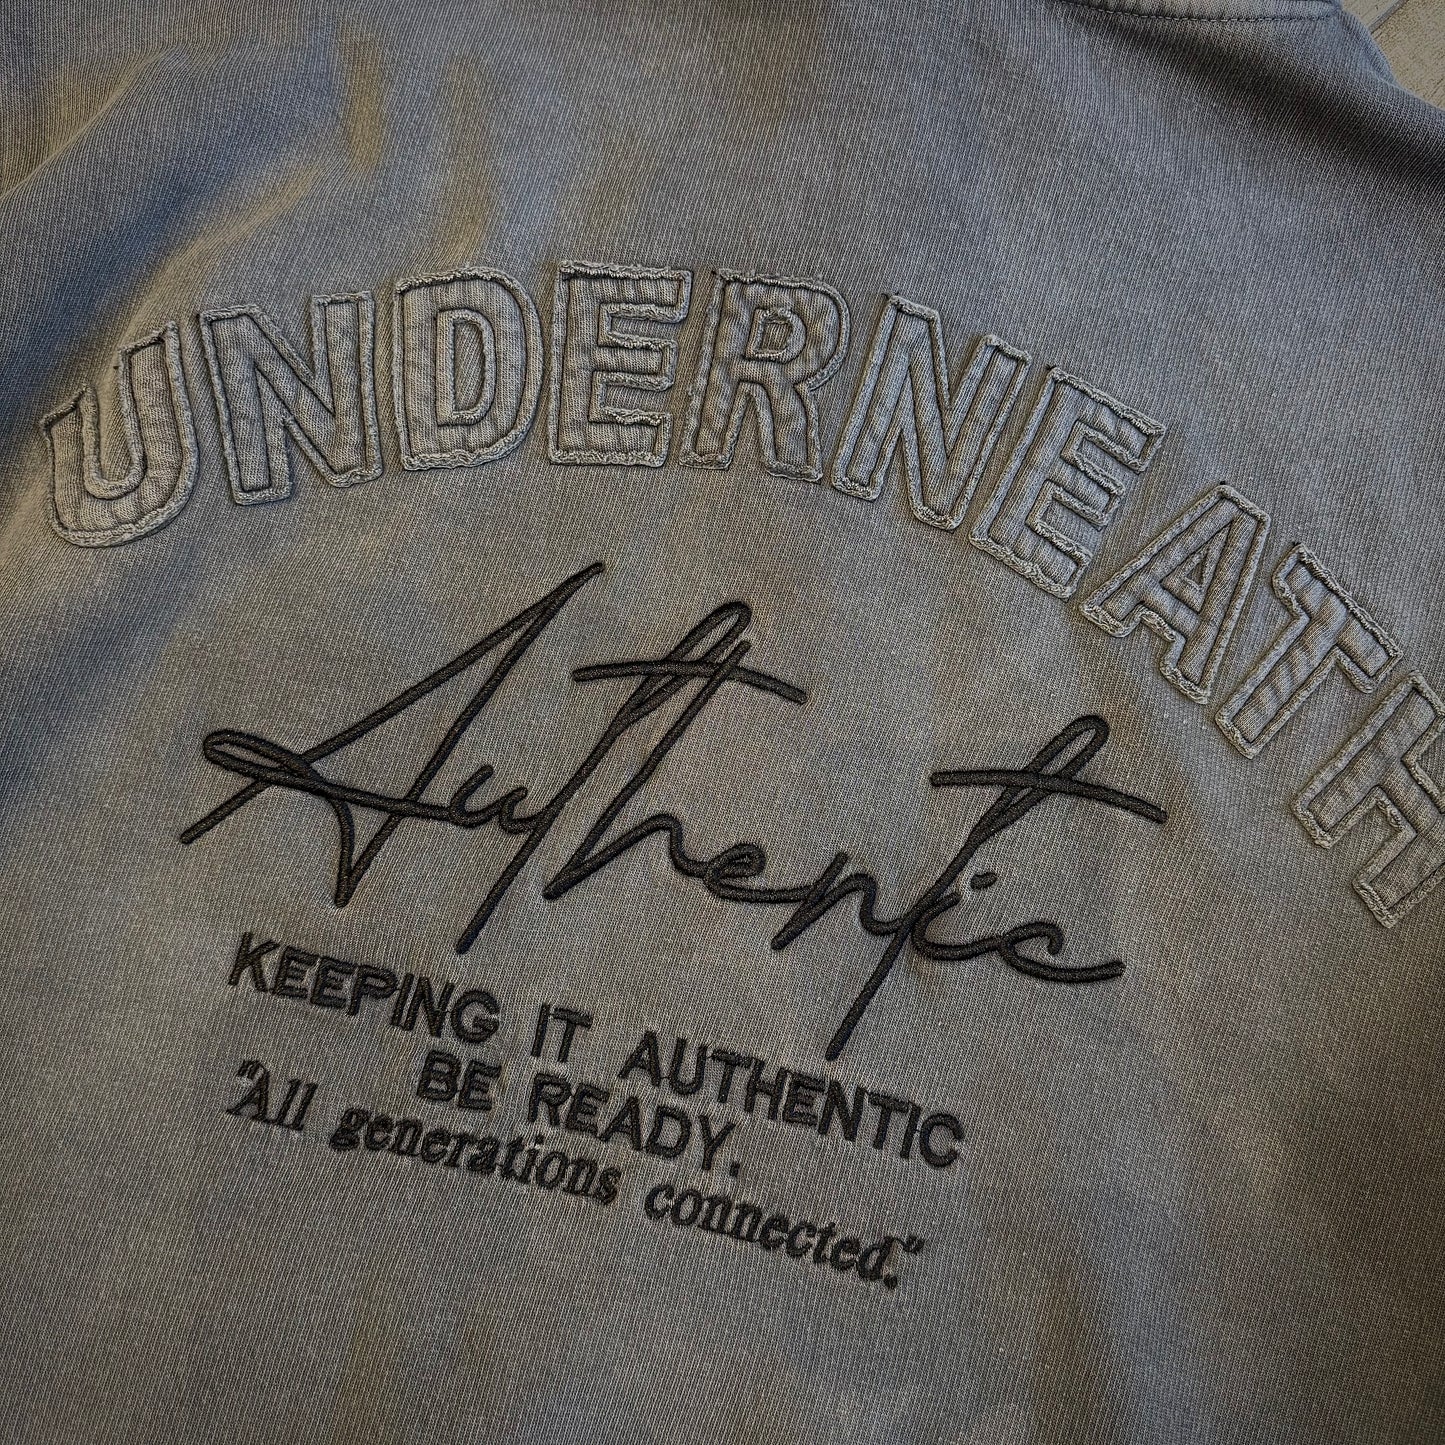 UNDERNEATH
Authentic
KEEPING IT AUTHENTIC
BE READY.
"All generations connected."